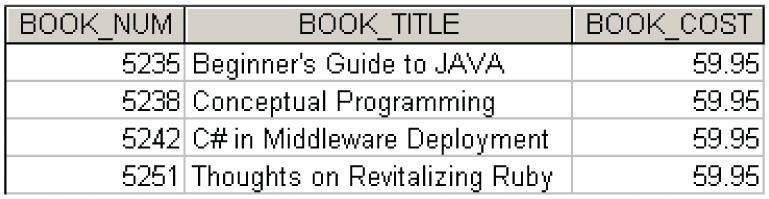 BOOK_NUM BOOK_TITLE BOOK_COST
5235 Beginner's Guide to JAVA 59.95
5238 Conceptual Programming 59.95
5242 C# in Middleware Deployment 59.95
5251 Thoughts on Revitalizing Ruby 59.95